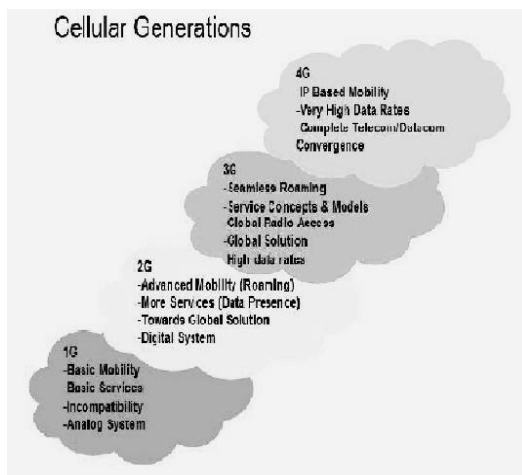 Cellular Generations
4G
IP Based Mobility
-Very High Data Rates
Complete Telecom/Datacom
Convergence
3G
-Seamless Roaming
-Service Concepts & Models
Global Radio Access
-Global Solution
High data rates
2G
-Advanced Mobility (Roaming)
-More Services (Data Presence)
-Towards Global Solution
-Digital System
1G
-Basic Mobility
Basic Services
-Incompatibility
-Analog System